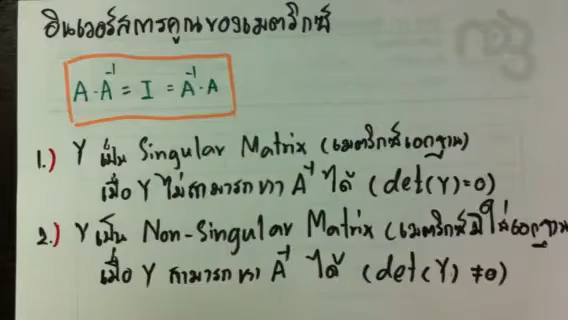 อินเวอร์สการคูณของเมตริกซ์
A·A⁻¹ = I = A⁻¹·A
1.) Y เป็น Singular Matrix (เมตริกซ์เอกฐาน)
เมื่อ Y ไม่สามารถหา A⁻¹ ได้ (det(Y)=0)
2.) Y เป็น Non-Singular Matrix (เมตริกซ์มิใช่เอกฐาน
เมื่อ Y สามารถหา A⁻¹ ได้ (det(Y) ≠0)